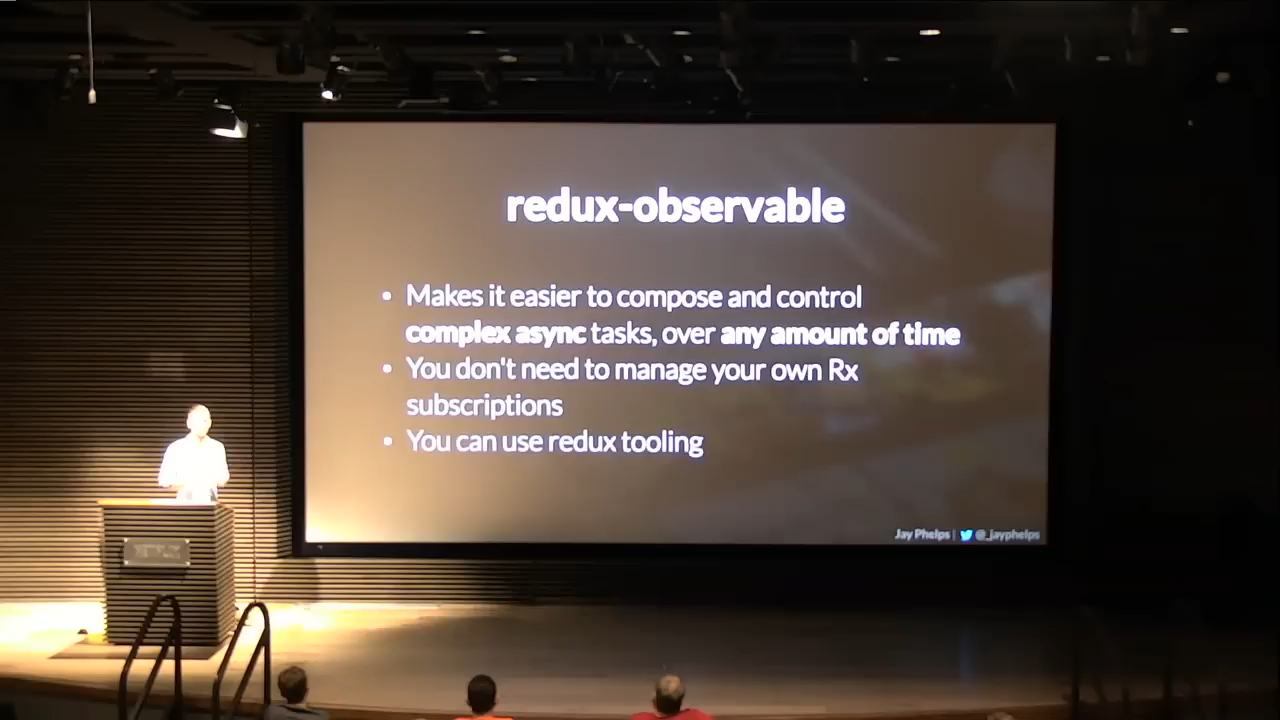 redux-observable
• Makes it easier to compose and control
complex async tasks, over any amount of time
• You don't need to manage your own Rx
subscriptions
• You can use redux tooling
Jay Phelps | @_jayphelps
NETFLIX